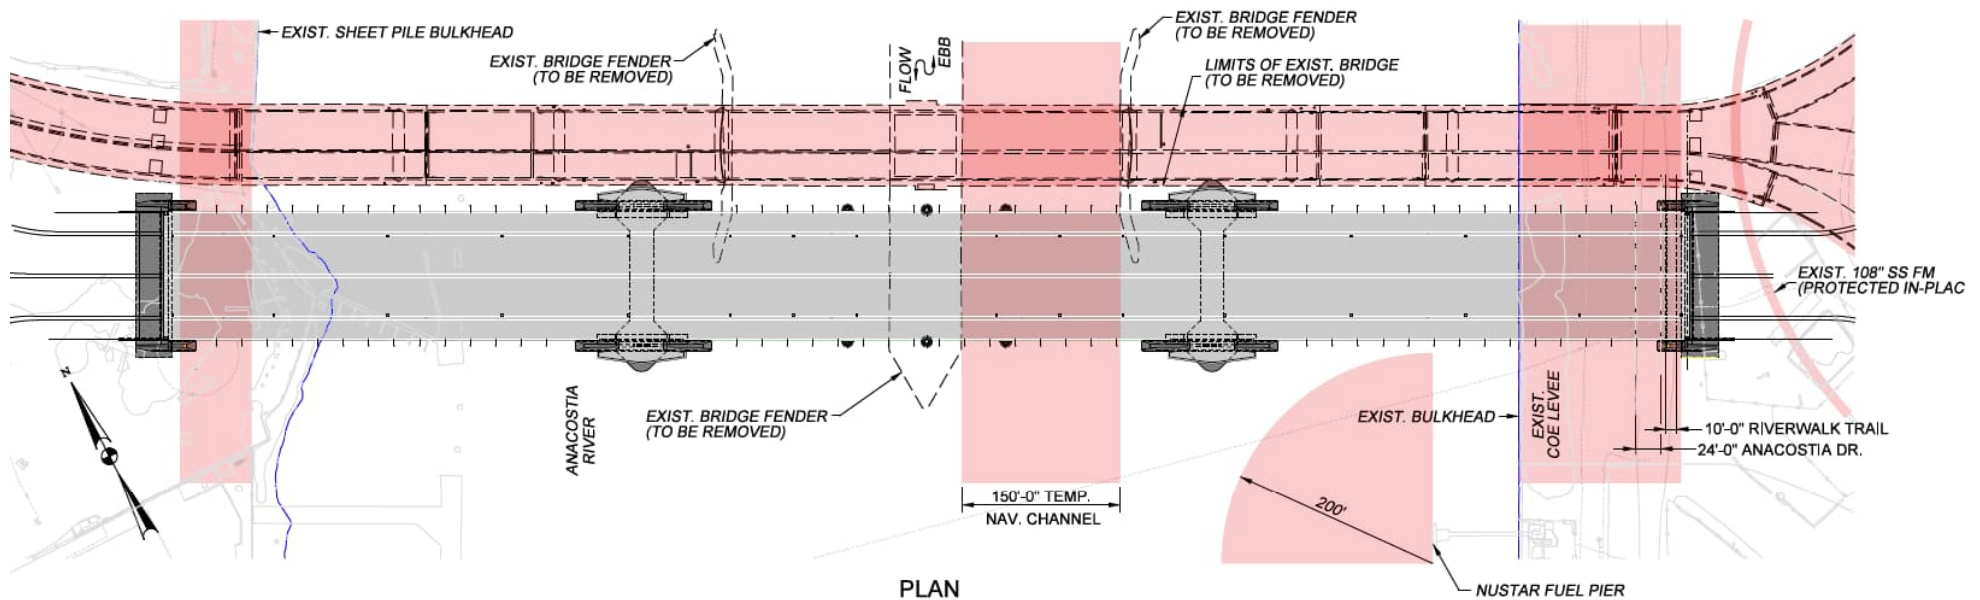 EXIST. SHEET PILE BULKHEAD
EXIST. BRIDGE FENDER
(TO BE REMOVED)
FLOW
EBB
EXIST. BRIDGE FENDER
(TO BE REMOVED)
LIMITS OF EXIST. BRIDGE
(TO BE REMOVED)
EXIST. 108" SS FM
(PROTECTED IN-PLAC
N
ANACOSTIA
RIVER
EXIST. BRIDGE FENDER
(TO BE REMOVED)
EXIST. BULKHEAD
EXIST.
COE LEVEE
10'-0" RIVERWALK TRAIL
24'-0" ANACOSTIA DR.
150'-0" TEMP.
NAV. CHANNEL
200'
NUSTAR FUEL PIER
PLAN